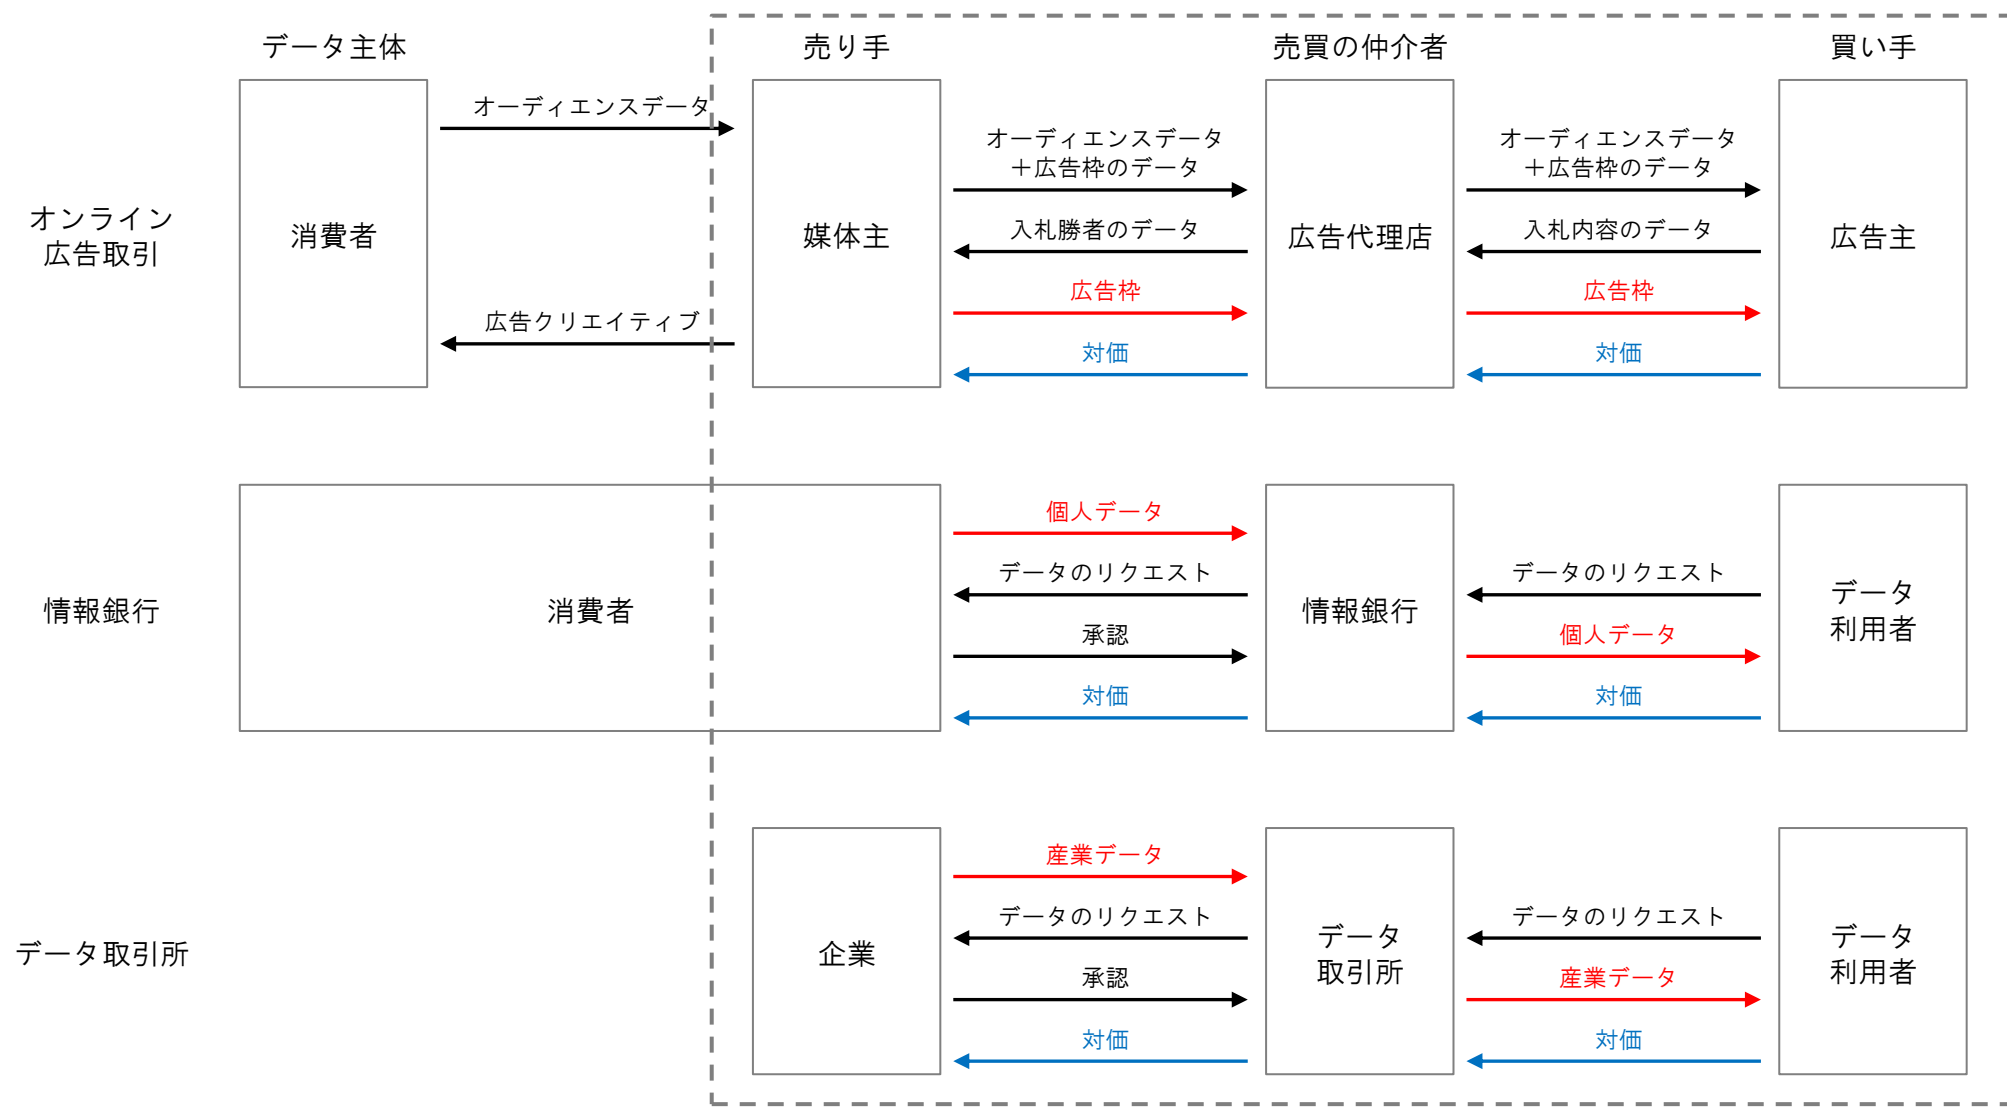 データ主体
売り手
売買の仲介者
買い手
オンライン
広告取引
消費者
オーディエンスデータ
広告クリエイティブ
媒体主
オーディエンスデータ
＋広告枠のデータ
入札勝者のデータ
広告枠
対価
広告代理店
オーディエンスデータ
＋広告枠のデータ
入札内容のデータ
広告枠
対価
広告主
情報銀行
消費者
個人データ
データのリクエスト
承認
対価
情報銀行
データのリクエスト
個人データ
対価
データ
利用者
データ取引所
企業
産業データ
データのリクエスト
承認
対価
データ
取引所
データのリクエスト
産業データ
対価
データ
利用者